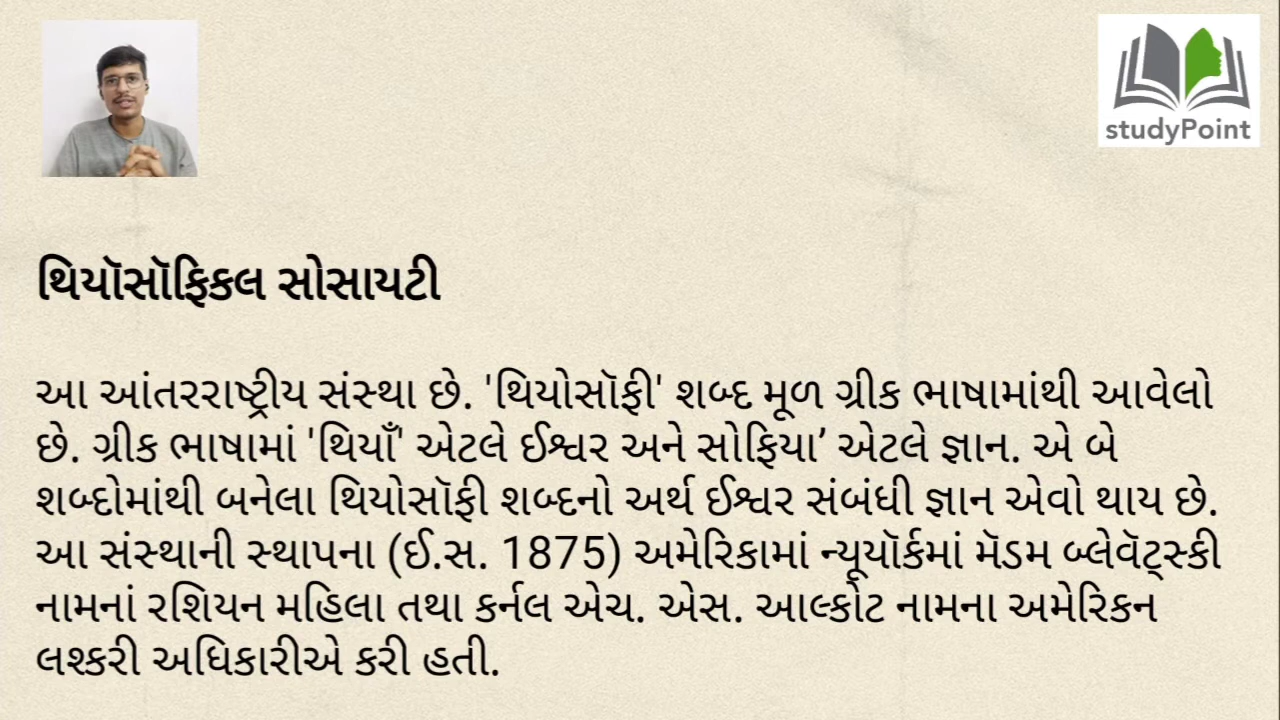 studyPoint
થિયૉસૉફિકલ સોસાયટી
આ આંતરરાષ્ટ્રીય સંસ્થા છે. 'થિયોસૉફી' શબ્દ મૂળ ગ્રીક ભાષામાંથી આવેલો
છે. ગ્રીક ભાષામાં 'થિયૉઁ' એટલે ઈશ્વર અને સોફિયા’ એટલે જ્ઞાન. એ બે
શબ્દોમાંથી બનેલા થિયોસૉફી શબ્દનો અર્થ ઈશ્વર સંબંધી જ્ઞાન એવો થાય છે.
આ સંસ્થાની સ્થાપના (ઈ.સ. 1875) અમેરિકામાં ન્યૂયૉર્કમાં મૅડમ બ્લેવૅટ્સ્કી
નામનાં રશિયન મહિલા તથા કર્નલ એચ. એસ. આલ્કોટ નામના અમેરિકન
લશ્કરી અધિકારીએ કરી હતી.